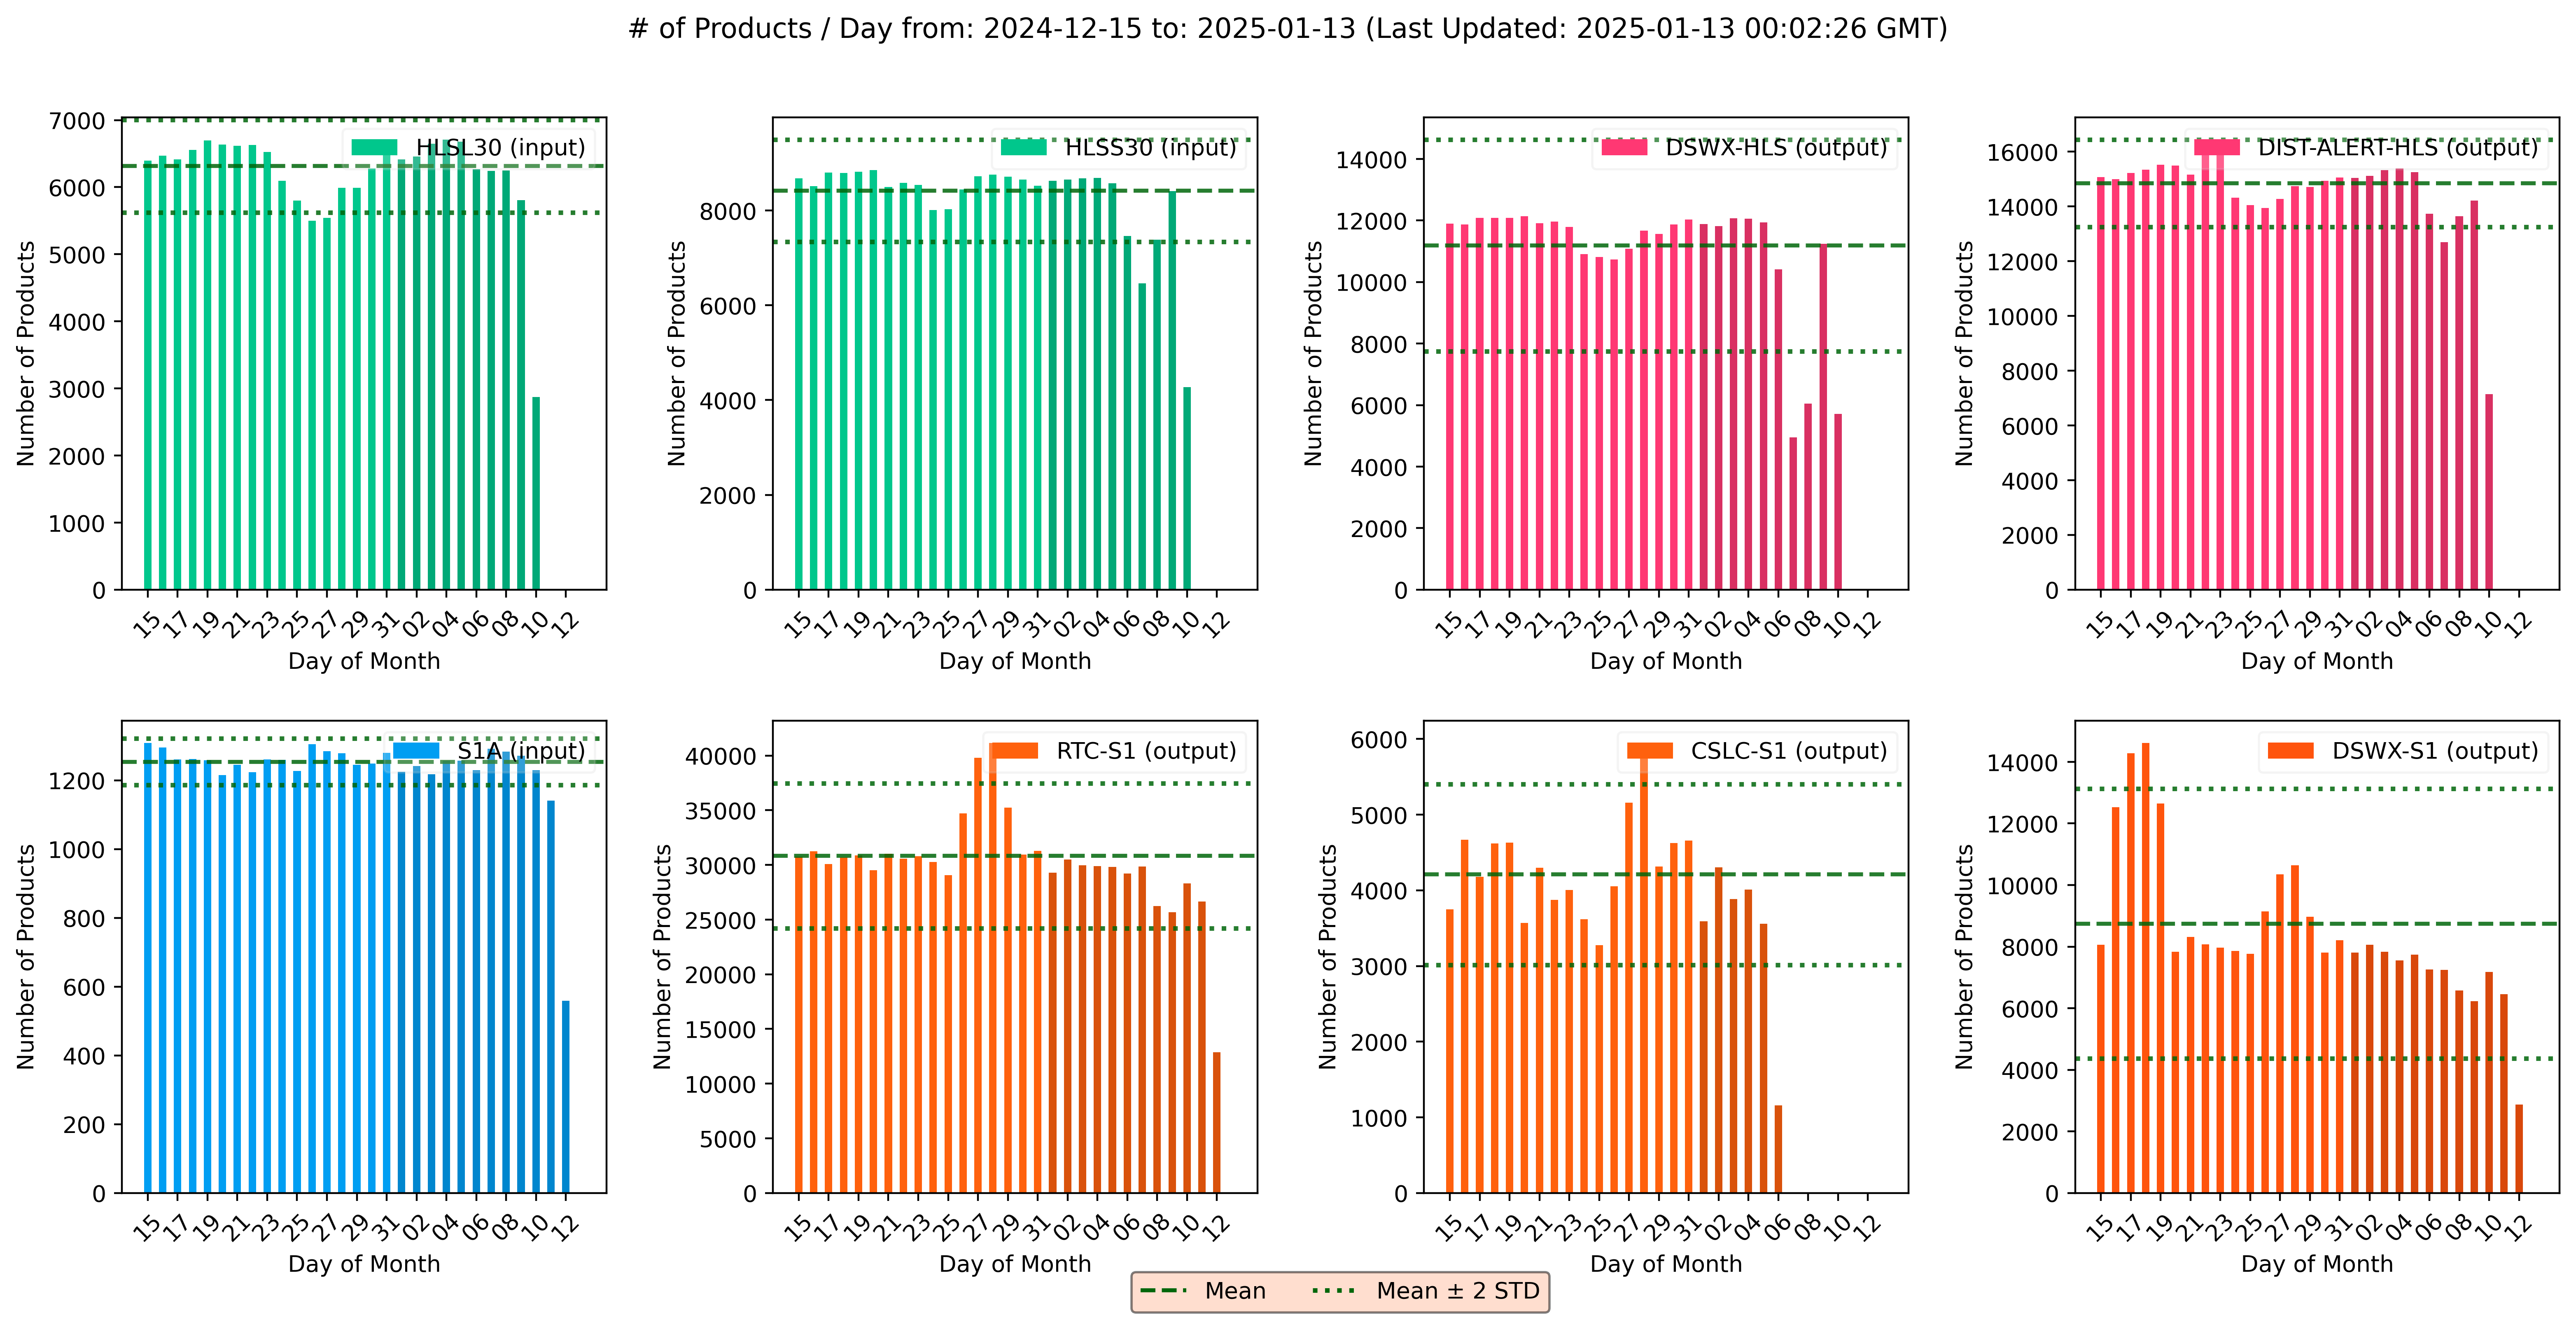 # of Products / Day from: 2024-12-15 to: 2025-01-13 (Last Updated: 2025-01-13 00:02:26 GMT)
HLSL30 (input)
Number of Products
7000
6000
5000
4000
3000
2000
1000
0
15 17 19 21 23 25 27 29 31 02 04 06 08 10 12
Day of Month
HLSS30 (input)
Number of Products
8000
6000
4000
2000
0
15 17 19 21 23 25 27 29 31 02 04 06 08 10 12
Day of Month
DSWX-HLS (output)
Number of Products
14000
12000
10000
8000
6000
4000
2000
0
15 17 19 21 23 25 27 29 31 02 04 06 08 10 12
Day of Month
DIST-ALERT-HLS (output)
Number of Products
16000
14000
12000
10000
8000
6000
4000
2000
0
15 17 19 21 23 25 27 29 31 02 04 06 08 10 12
Day of Month
S1A (input)
Number of Products
1200
1000
800
600
400
200
0
15 17 19 21 23 25 27 29 31 02 04 06 08 10 12
Day of Month
RTC-S1 (output)
Number of Products
40000
35000
30000
25000
20000
15000
10000
5000
0
15 17 19 21 23 25 27 29 31 02 04 06 08 10 12
Day of Month
CSLC-S1 (output)
Number of Products
6000
5000
4000
3000
2000
1000
0
15 17 19 21 23 25 27 29 31 02 04 06 08 10 12
Day of Month
DSWX-S1 (output)
Number of Products
14000
12000
10000
8000
6000
4000
2000
0
15 17 19 21 23 25 27 29 31 02 04 06 08 10 12
Day of Month
Mean
Mean ± 2 STD